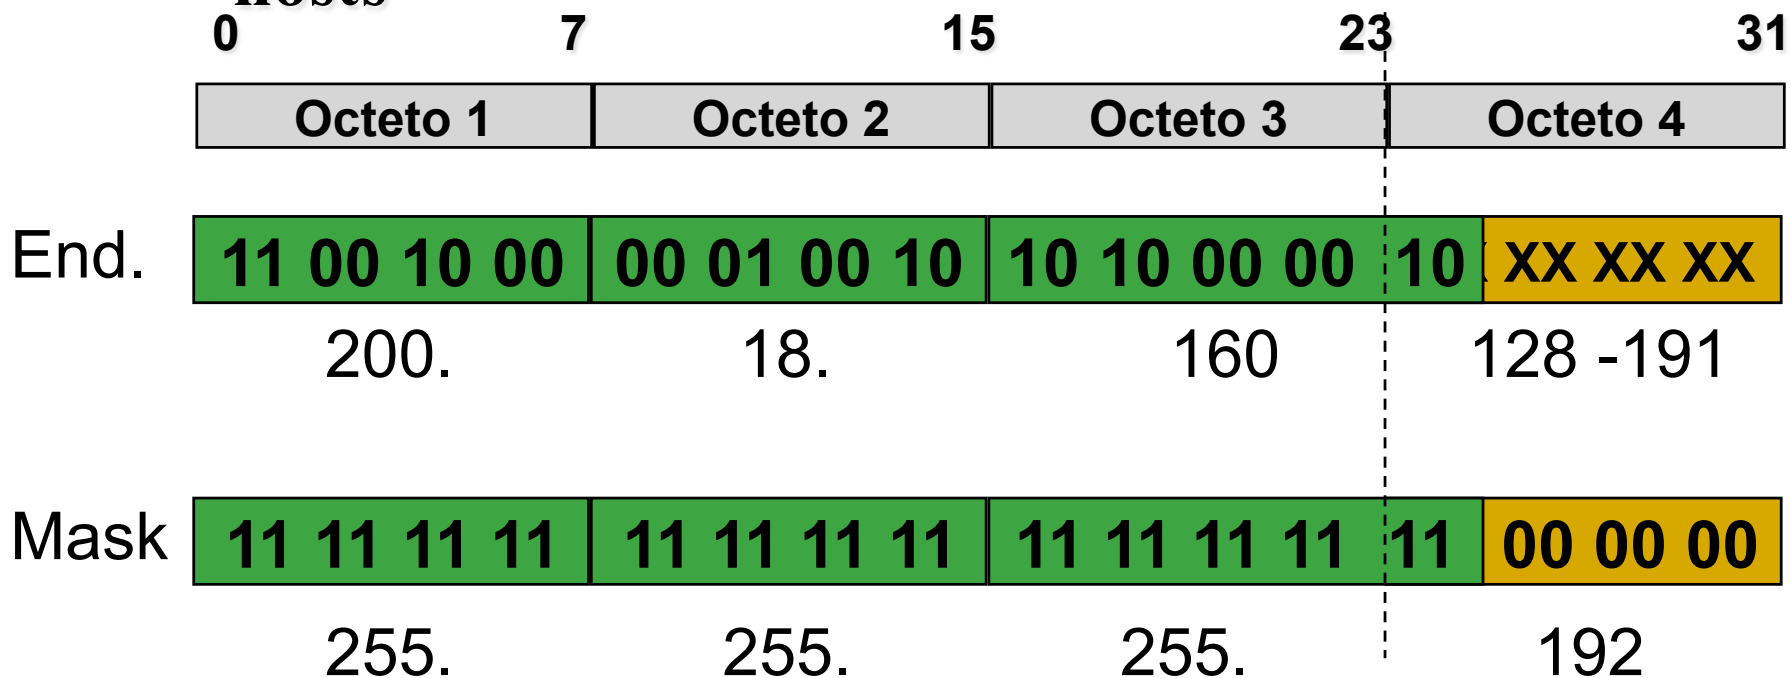 hosts
0 7 15 23 31
Octeto 1 Octeto 2 Octeto 3 Octeto 4
End. 11 00 10 00 00 01 00 10 10 10 00 00 10 XX XX XX
200. 18. 160 128 -191
Mask 11 11 11 11 11 11 11 11 11 11 11 11 11 00 00 00
255. 255. 255. 192